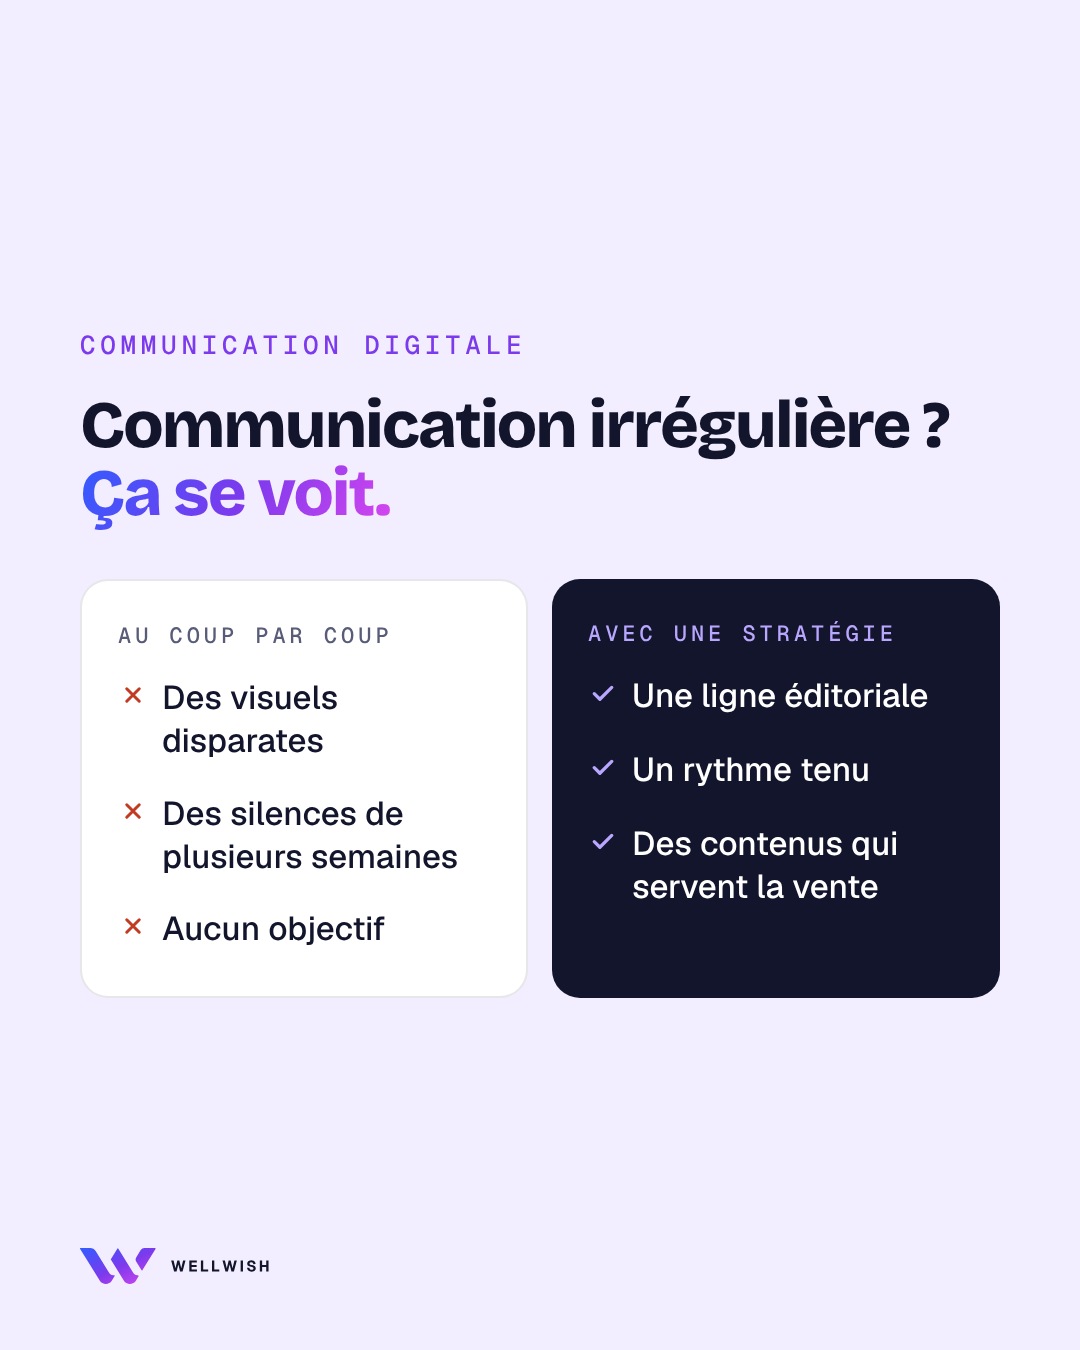 COMMUNICATION DIGITALE
Communication irrégulière ?
Ça se voit.
AU COUP PAR COUP
Des visuels
disparates
Des silences de
plusieurs semaines
Aucun objectif
AVEC UNE STRATÉGIE
Une ligne éditoriale
Un rythme tenu
Des contenus qui
servent la vente
WELLWISH